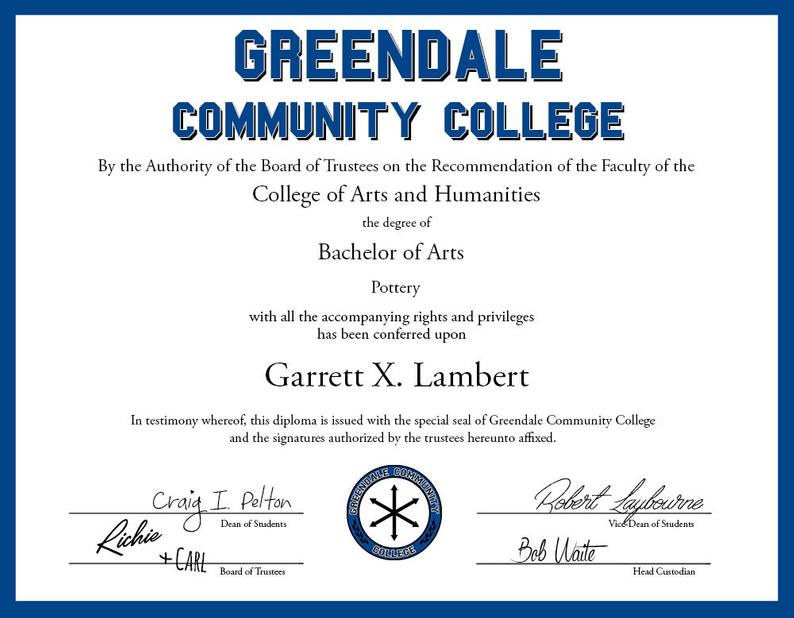 GREENDALE
COMMUNITY COLLEGE
By the Authority of the Board of Trustees on the Recommendation of the Faculty of the
College of Arts and Humanities
the degree of
Bachelor of Arts
Pottery
with all the accompanying rights and privileges
has been conferred upon
Garrett X. Lambert
In testimony whereof, this diploma is issued with the special seal of Greendale Community College
and the signatures authorized by the trustees hereunto affixed.
Craig I. Pelton
Dean of Students
Richie
+ CARL
Board of Trustees
GREENDALE COMMUNITY
COLLEGE
Robert Laybourne
Vice-Dean of Students
Bob Waite
Head Custodian